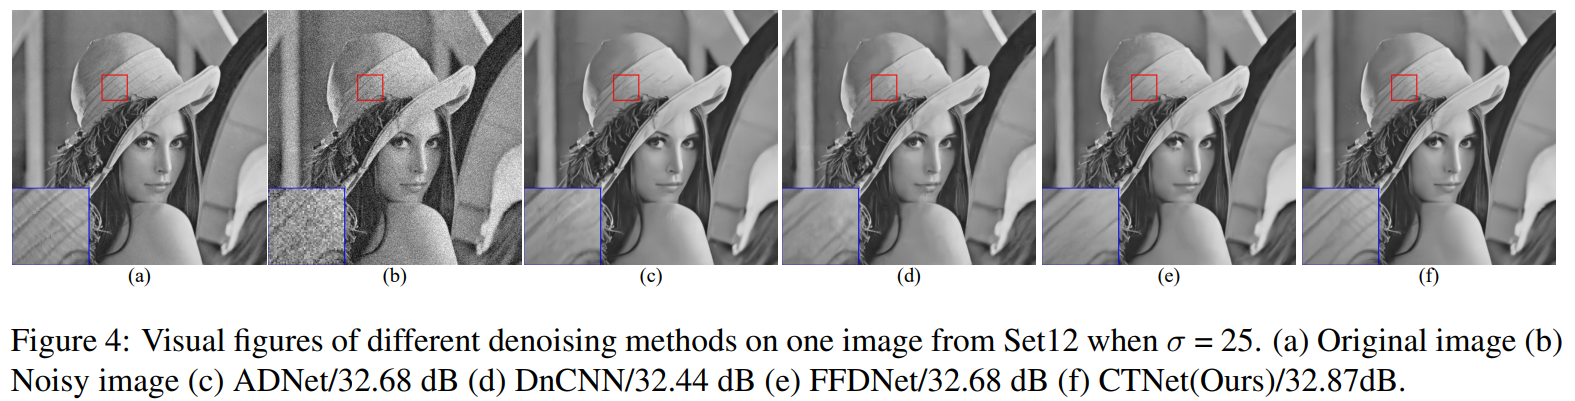 (a) (b) (c) (d) (e) (f)
Figure 4: Visual figures of different denoising methods on one image from Set12 when σ = 25. (a) Original image (b)
Noisy image (c) ADNet/32.68 dB (d) DnCNN/32.44 dB (e) FFDNet/32.68 dB (f) CTNet(Ours)/32.87dB.